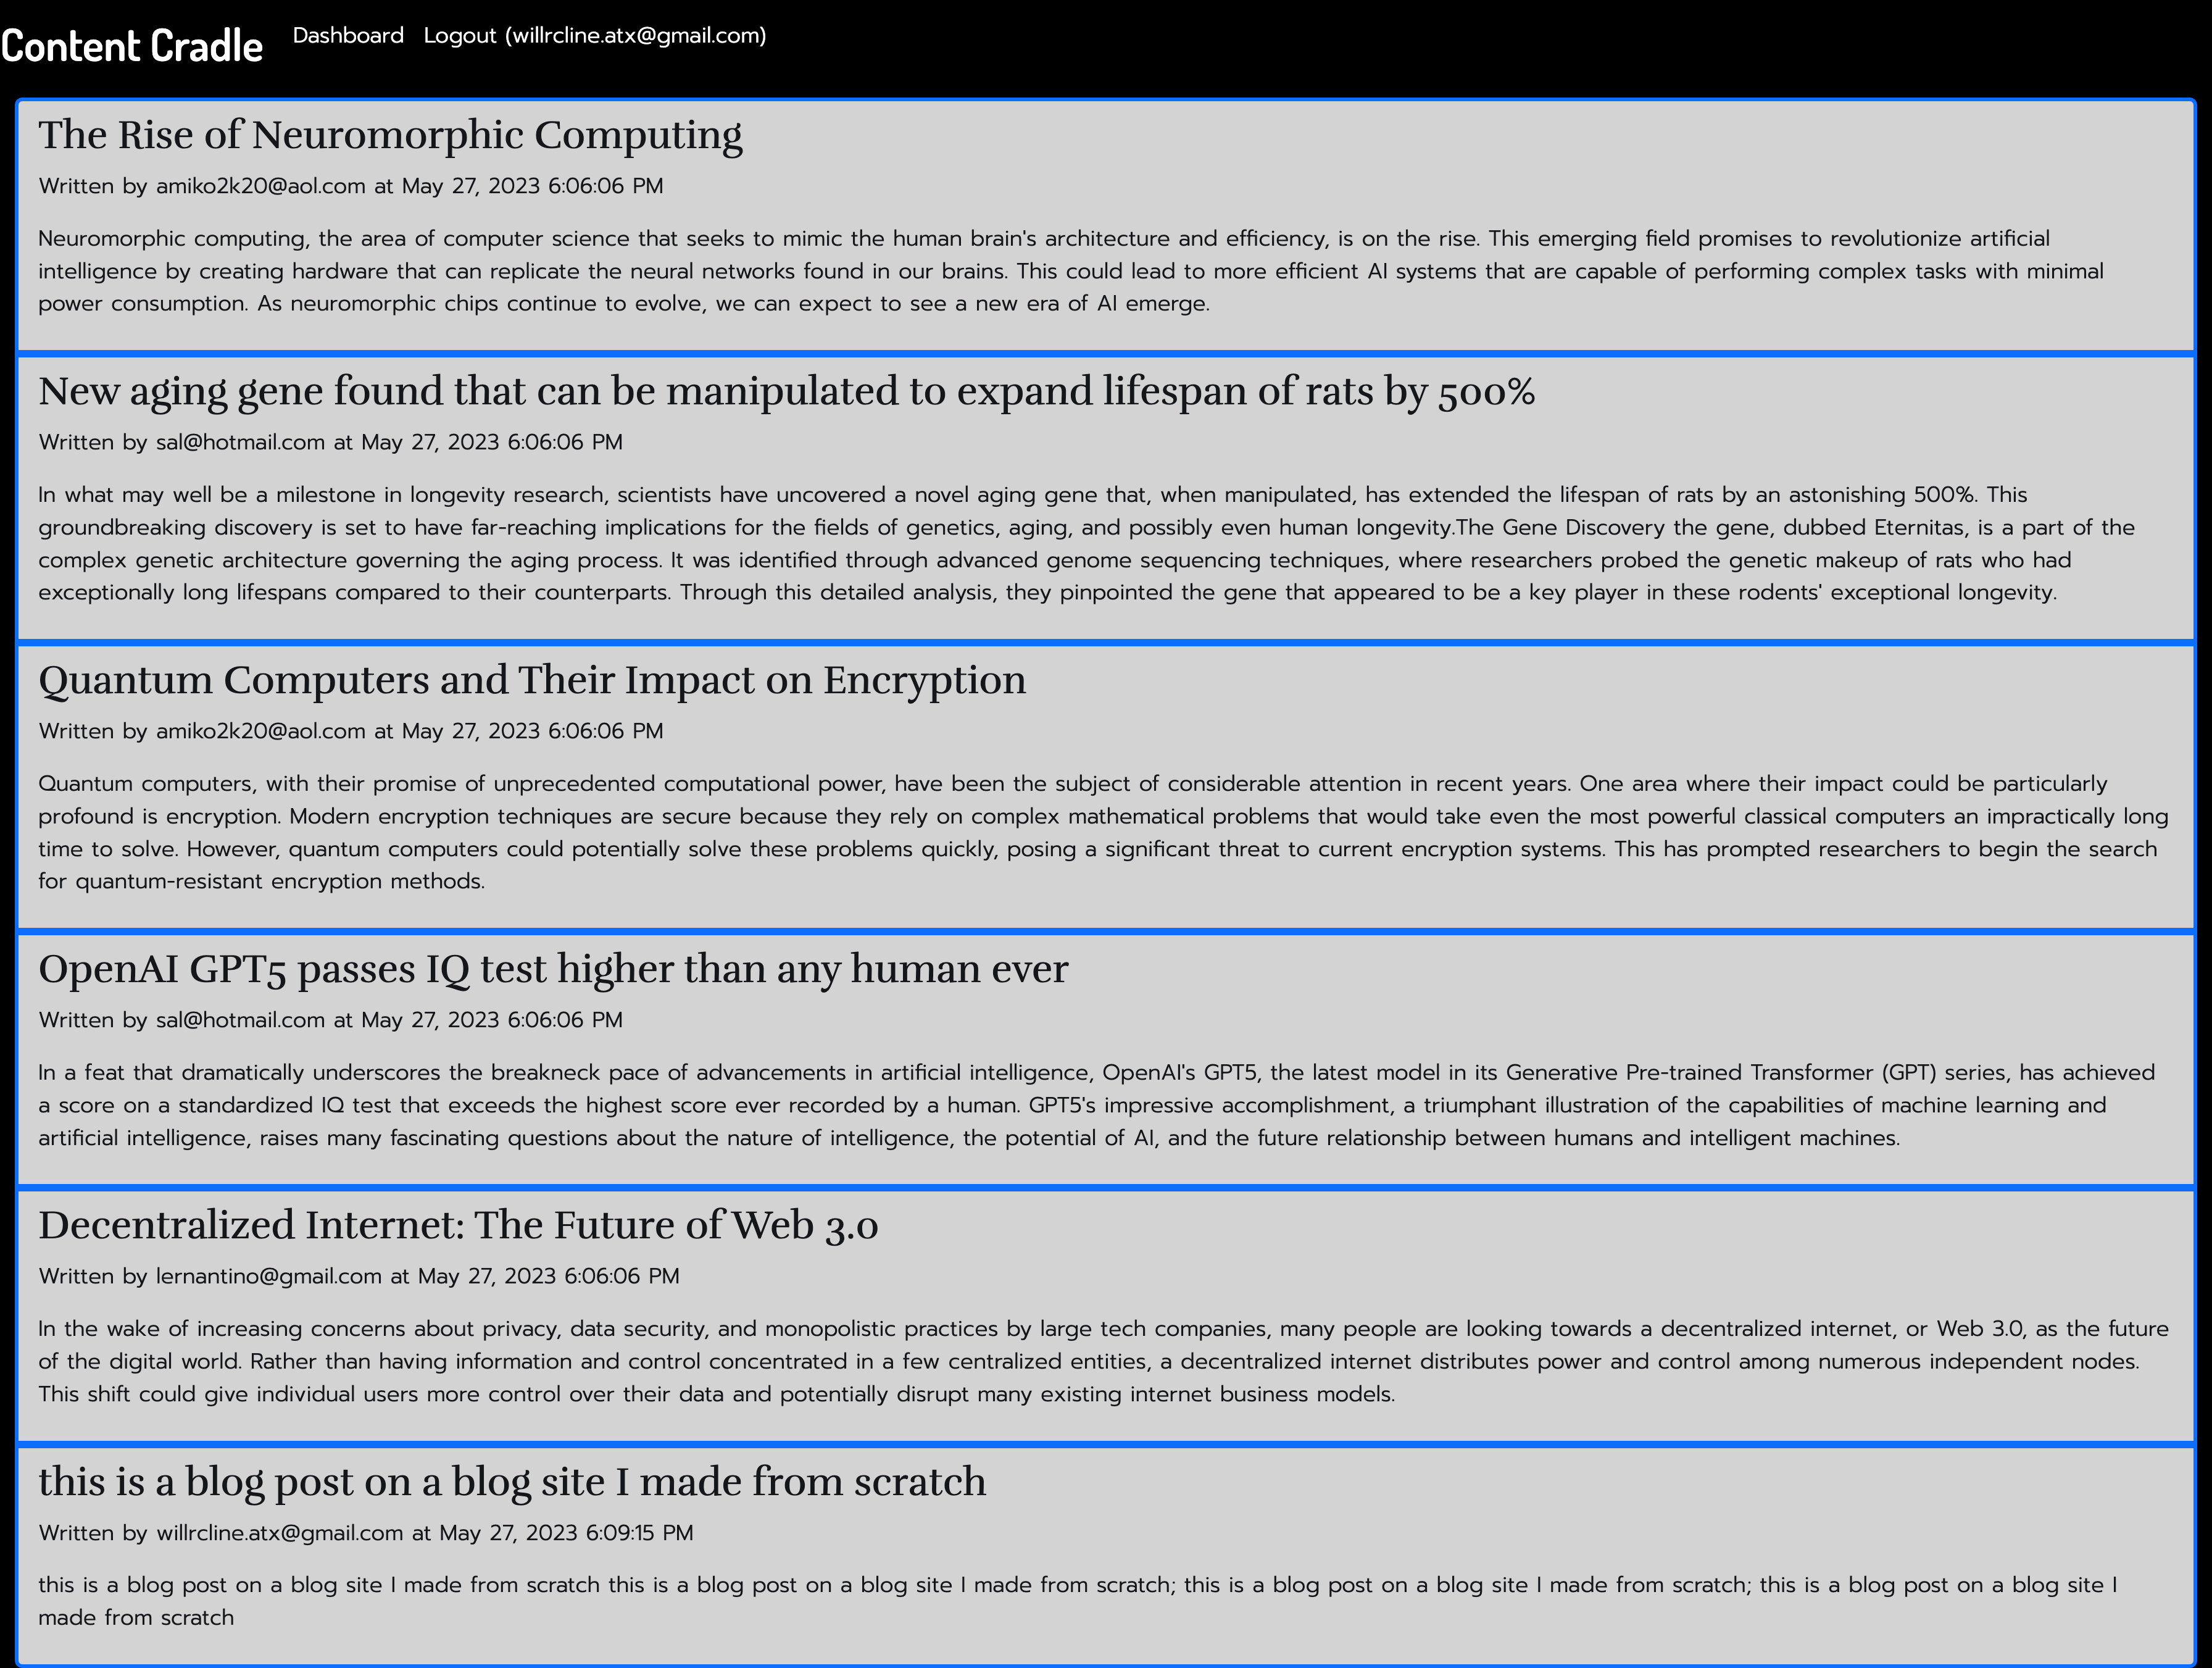 Content Cradle Dashboard Logout (willrcline.atx@gmail.com)
The Rise of Neuromorphic Computing
Written by amiko2k20@aol.com at May 27, 2023 6:06:06 PM
Neuromorphic computing, the area of computer science that seeks to mimic the human brain's architecture and efficiency, is on the rise. This emerging field promises to revolutionize artificial
intelligence by creating hardware that can replicate the neural networks found in our brains. This could lead to more efficient AI systems that are capable of performing complex tasks with minimal
power consumption. As neuromorphic chips continue to evolve, we can expect to see a new era of AI emerge.
New aging gene found that can be manipulated to expand lifespan of rats by 500%
Written by sal@hotmail.com at May 27, 2023 6:06:06 PM
In what may well be a milestone in longevity research, scientists have uncovered a novel aging gene that, when manipulated, has extended the lifespan of rats by an astonishing 500%. This
groundbreaking discovery is set to have far-reaching implications for the fields of genetics, aging, and possibly even human longevity.The Gene Discovery the gene, dubbed Eternitas, is a part of the
complex genetic architecture governing the aging process. It was identified through advanced genome sequencing techniques, where researchers probed the genetic makeup of rats who had
exceptionally long lifespans compared to their counterparts. Through this detailed analysis, they pinpointed the gene that appeared to be a key player in these rodents' exceptional longevity.
Quantum Computers and Their Impact on Encryption
Written by amiko2k20@aol.com at May 27, 2023 6:06:06 PM
Quantum computers, with their promise of unprecedented computational power, have been the subject of considerable attention in recent years. One area where their impact could be particularly
profound is encryption. Modern encryption techniques are secure because they rely on complex mathematical problems that would take even the most powerful classical computers an impractically long
time to solve. However, quantum computers could potentially solve these problems quickly, posing a significant threat to current encryption systems. This has prompted researchers to begin the search
for quantum-resistant encryption methods.
OpenAI GPT5 passes IQ test higher than any human ever
Written by sal@hotmail.com at May 27, 2023 6:06:06 PM
In a feat that dramatically underscores the breakneck pace of advancements in artificial intelligence, OpenAI's GPT5, the latest model in its Generative Pre-trained Transformer (GPT) series, has achieved
a score on a standardized IQ test that exceeds the highest score ever recorded by a human. GPT5's impressive accomplishment, a triumphant illustration of the capabilities of machine learning and
artificial intelligence, raises many fascinating questions about the nature of intelligence, the potential of AI, and the future relationship between humans and intelligent machines.
Decentralized Internet: The Future of Web 3.0
Written by lernantino@gmail.com at May 27, 2023 6:06:06 PM
In the wake of increasing concerns about privacy, data security, and monopolistic practices by large tech companies, many people are looking towards a decentralized internet, or Web 3.0, as the future
of the digital world. Rather than having information and control concentrated in a few centralized entities, a decentralized internet distributes power and control among numerous independent nodes.
This shift could give individual users more control over their data and potentially disrupt many existing internet business models.
this is a blog post on a blog site I made from scratch
Written by willrcline.atx@gmail.com at May 27, 2023 6:09:15 PM
this is a blog post on a blog site I made from scratch this is a blog post on a blog site I made from scratch; this is a blog post on a blog site I made from scratch; this is a blog post on a blog site I
made from scratch